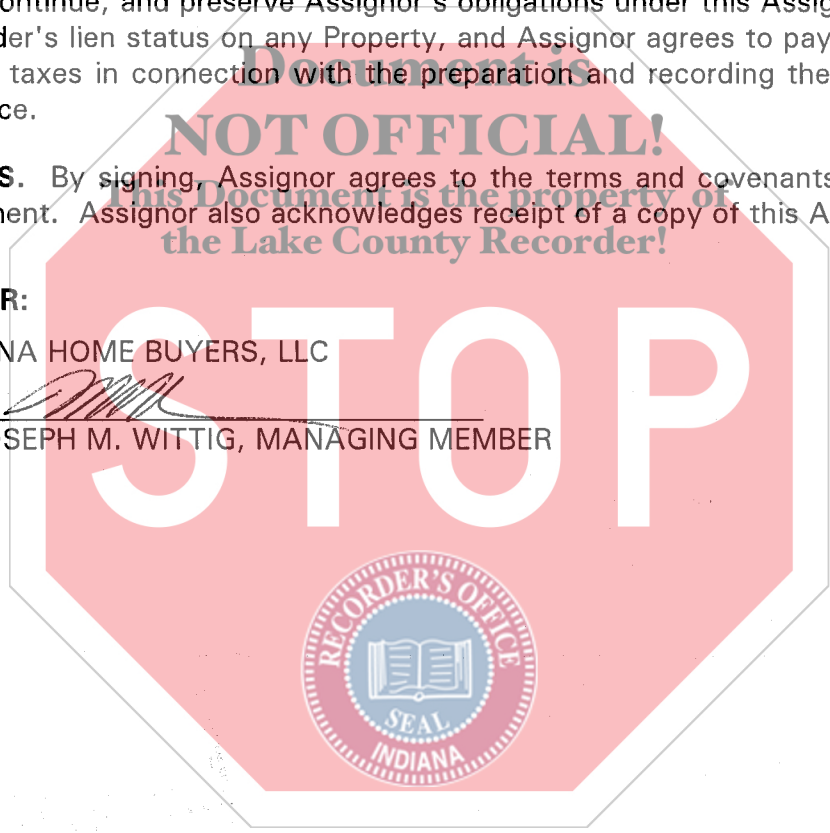 ontinue, and preserve Assignor's obligations under this Assig
der's lien status on any Property, and Assignor agrees to pay
taxes in connection with the preparation and recording the
ce.
Document is
NOT OFFICIAL!
This Document is the property of
the Lake County Recorder!
S. By signing, Assignor agrees to the terms and covenants
ent. Assignor also acknowledges receipt of a copy of this A
R:
NA HOME BUYERS, LLC
SEPH M. WITTIG, MANAGING MEMBER
STOP
RECORDER'S OFFICE
SEAL
INDIANA